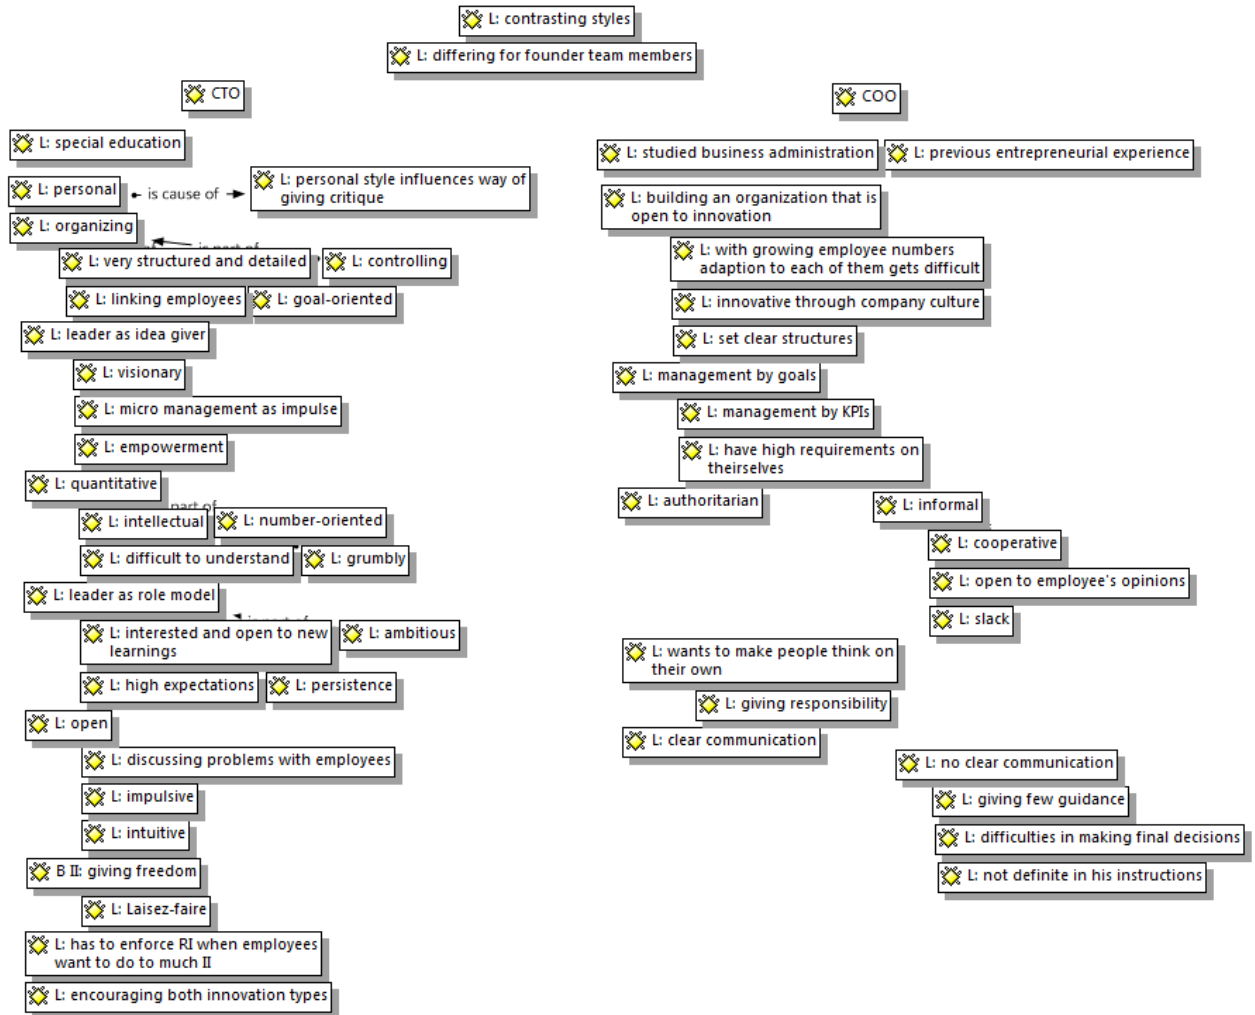 L: contrasting styles
L: differing for founder team members
CTO
L: special education
L: personal
is cause of
L: personal style influences way of
giving critique
L: organizing
is part of
L: very structured and detailed
L: controlling
L: linking employees
L: goal-oriented
L: leader as idea giver
L: visionary
L: micro management as impulse
L: empowerment
L: quantitative
part of
L: intellectual
L: number-oriented
L: difficult to understand
L: grumbly
L: leader as role model
is part of
L: interested and open to new
learnings
L: ambitious
L: high expectations
L: persistence
L: open
L: discussing problems with employees
L: impulsive
L: intuitive
B II: giving freedom
L: Laisez-faire
L: has to enforce RI when employees
want to do to much II
L: encouraging both innovation types
COO
L: studied business administration
L: previous entrepreneurial experience
L: building an organization that is
open to innovation
L: with growing employee numbers
adaption to each of them gets difficult
L: innovative through company culture
L: set clear structures
L: management by goals
L: management by KPIs
L: have high requirements on
theirselves
L: authoritarian
L: informal
L: cooperative
L: open to employee's opinions
L: slack
L: wants to make people think on
their own
L: giving responsibility
L: clear communication
L: no clear communication
L: giving few guidance
L: difficulties in making final decisions
L: not definite in his instructions